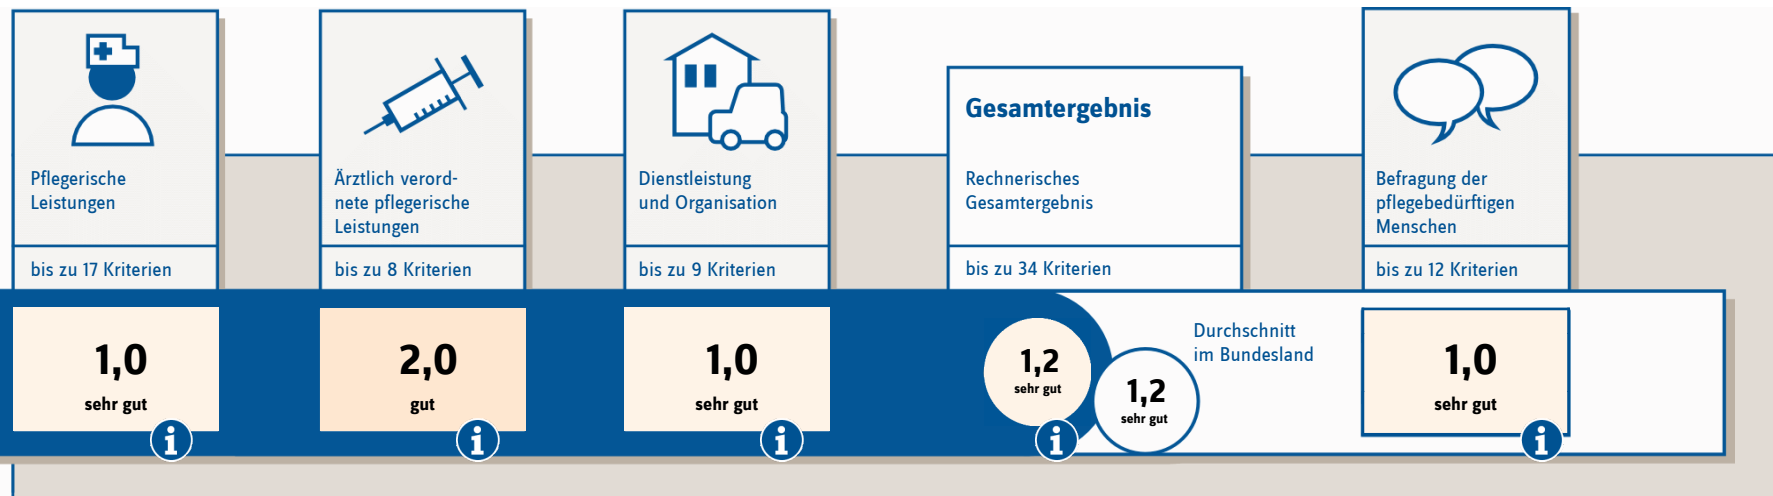 Pflegerische
Leistungen
bis zu 17 Kriterien
1,0
sehr gut
i
Ärztlich verord-
nete pflegerische
Leistungen
bis zu 8 Kriterien
2,0
gut
i
Dienstleistung
und Organisation
bis zu 9 Kriterien
1,0
sehr gut
i
Gesamtergebnis
Rechnerisches
Gesamtergebnis
bis zu 34 Kriterien
1,2
sehr gut
i
1,2
sehr gut
Durchschnitt
im Bundesland
Befragung der
pflegebedürftigen
Menschen
bis zu 12 Kriterien
1,0
sehr gut
i